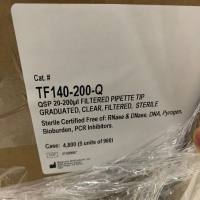 Cat. #
TF140-200-Q
QSP 20-200µl FILTERED PIPETTE TIP
GRADUATED, CLEAR, FILTERED, STERILE
Sterile Certified Free of: RNase & DNase, DNA, Pyrogen,
Bioburden, PCR Inhibitors.
Case: 4,800 (5 units of 960)